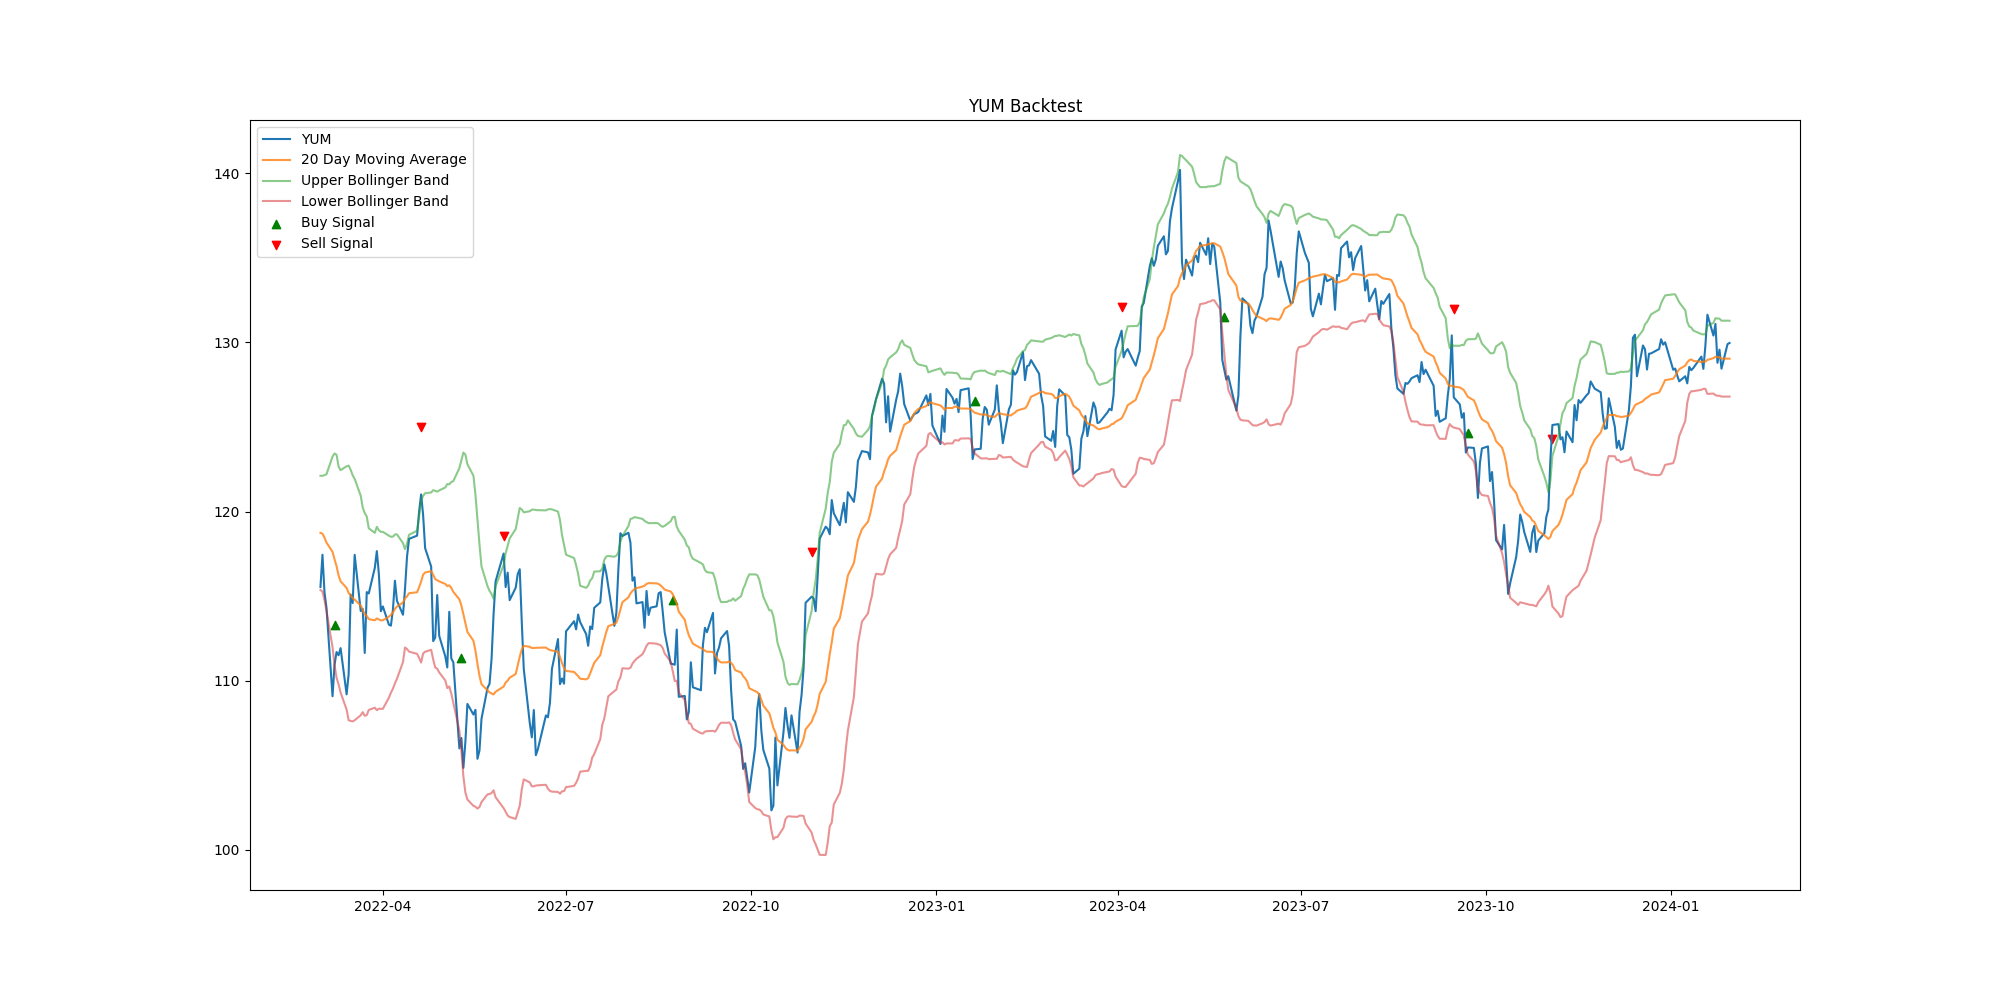 YUM Backtest
YUM
20 Day Moving Average
Upper Bollinger Band
Lower Bollinger Band
Buy Signal
Sell Signal
140
130
120
110
100
2022-04
2022-07
2022-10
2023-01
2023-04
2023-07
2023-10
2024-01